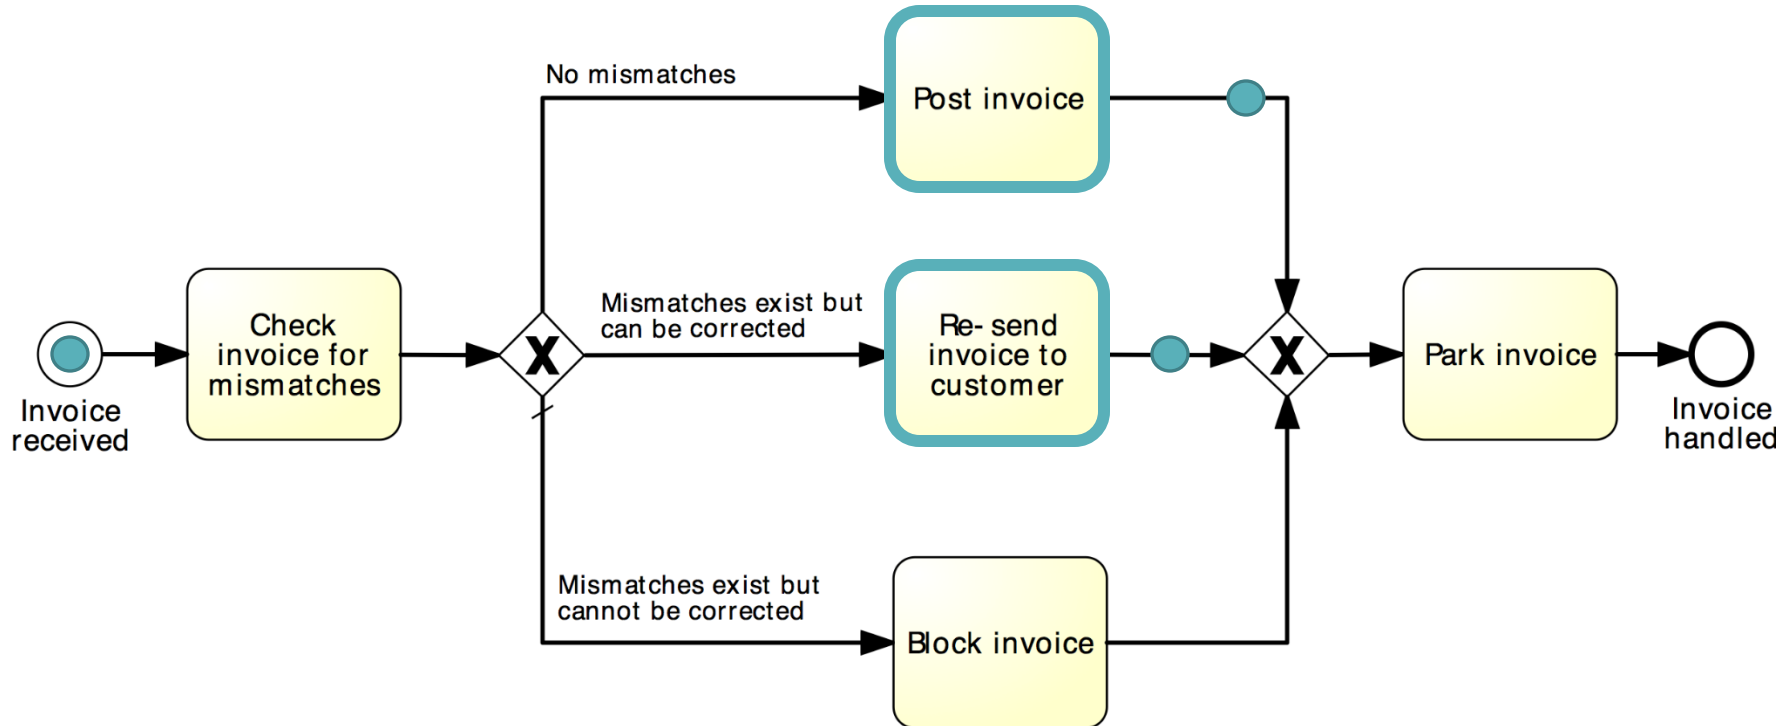 No mismatches
Post invoice
Mismatches exist but
can be corrected
Check
invoice for
mismatches
X
Re-send
invoice to
customer
X
Park invoice
Invoice
received
Invoice
handled
Mismatches exist but
cannot be corrected
Block invoice